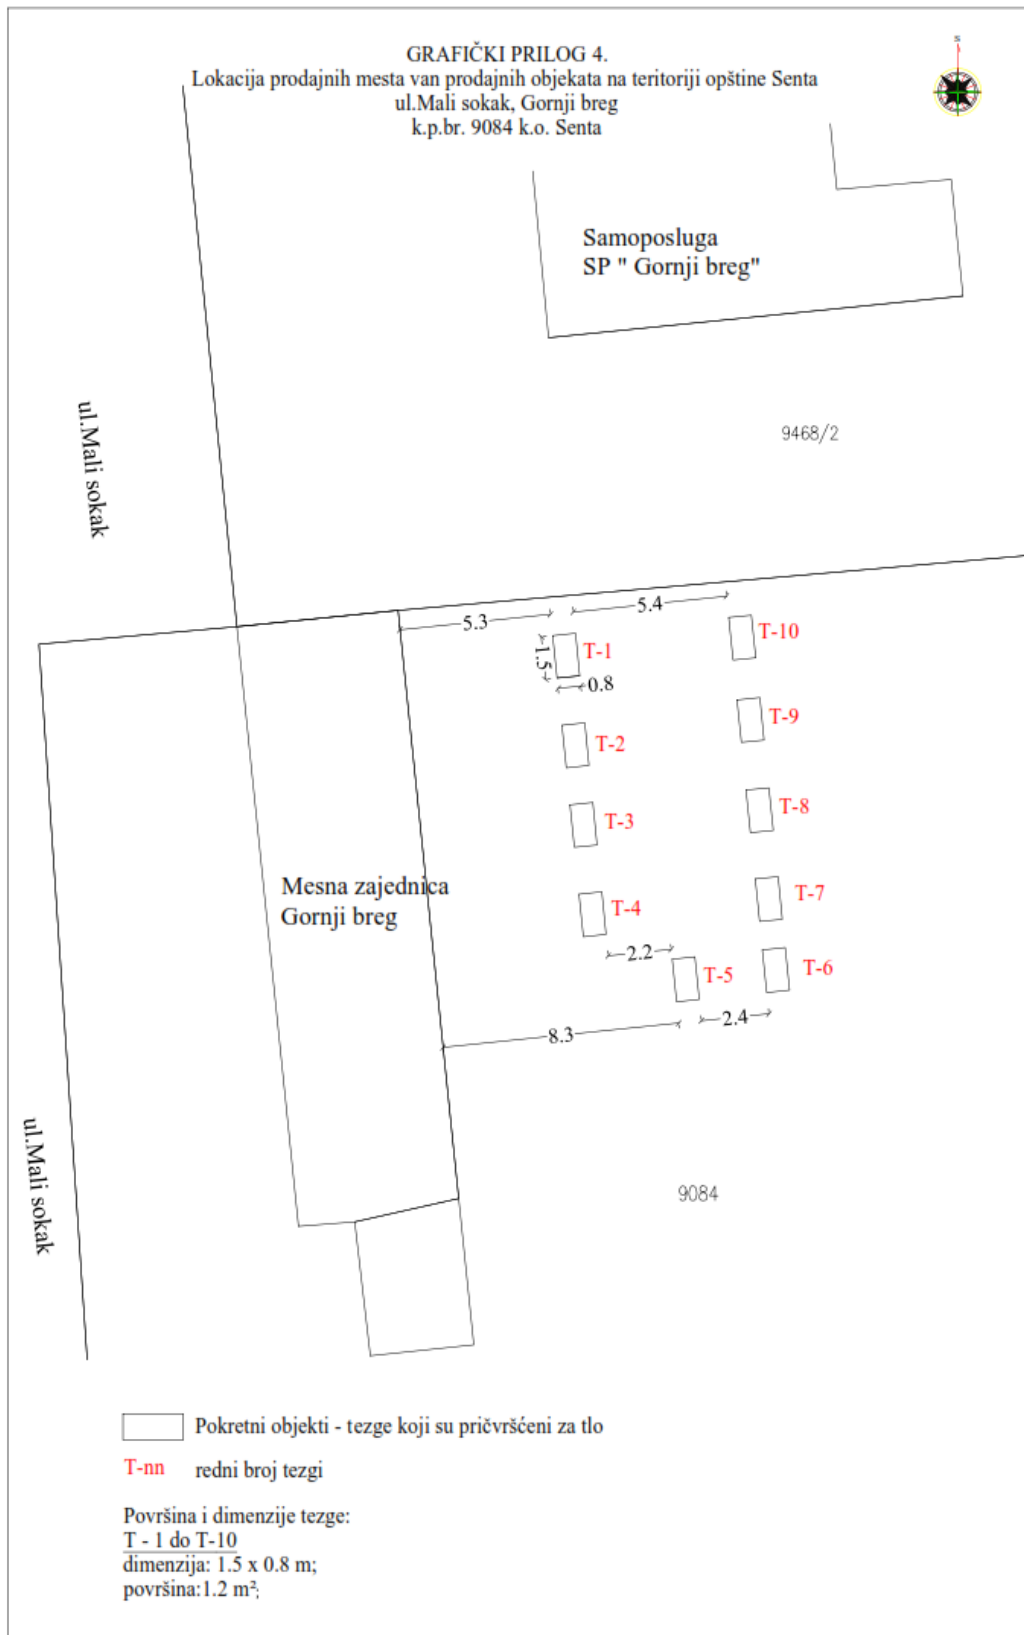 GRAFIČKI PRILOG 4.
Lokacija prodajnih mesta van prodajnih objekata na teritoriji opštine Senta
ul.Mali sokak, Gornji breg
k.p.br. 9084 k.o. Senta
N
Samoposluga
SP " Gornji breg"
ul.Mali sokak
9468/2
5.3
5.4
T-10
1.5
T-1
0.8
T-9
T-2
T-8
T-3
Mesna zajednica
Gornji breg
T-7
T-4
2.2
T-5
T-6
8.3
2.4
ul.Mali sokak
9084
Pokretni objekti - tezge koji su pričvršćeni za tlo
T-nn redni broj tezgi
Površina i dimenzije tezge:
T - 1 do T-10
dimenzija: 1.5 x 0.8 m;
površina:1.2 m²;